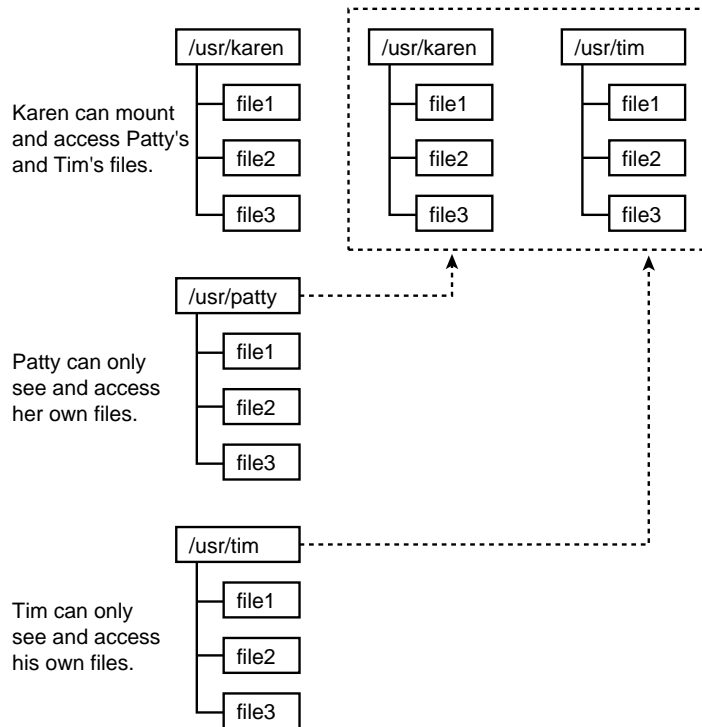 /usr/karen
file1
file2
file3
Karen can mount
and access Patty's
and Tim's files.
/usr/karen
file1
file2
file3
/usr/tim
file1
file2
file3
/usr/patty
file1
file2
file3
Patty can only
see and access
her own files.
/usr/tim
file1
file2
file3
Tim can only
see and access
his own files.